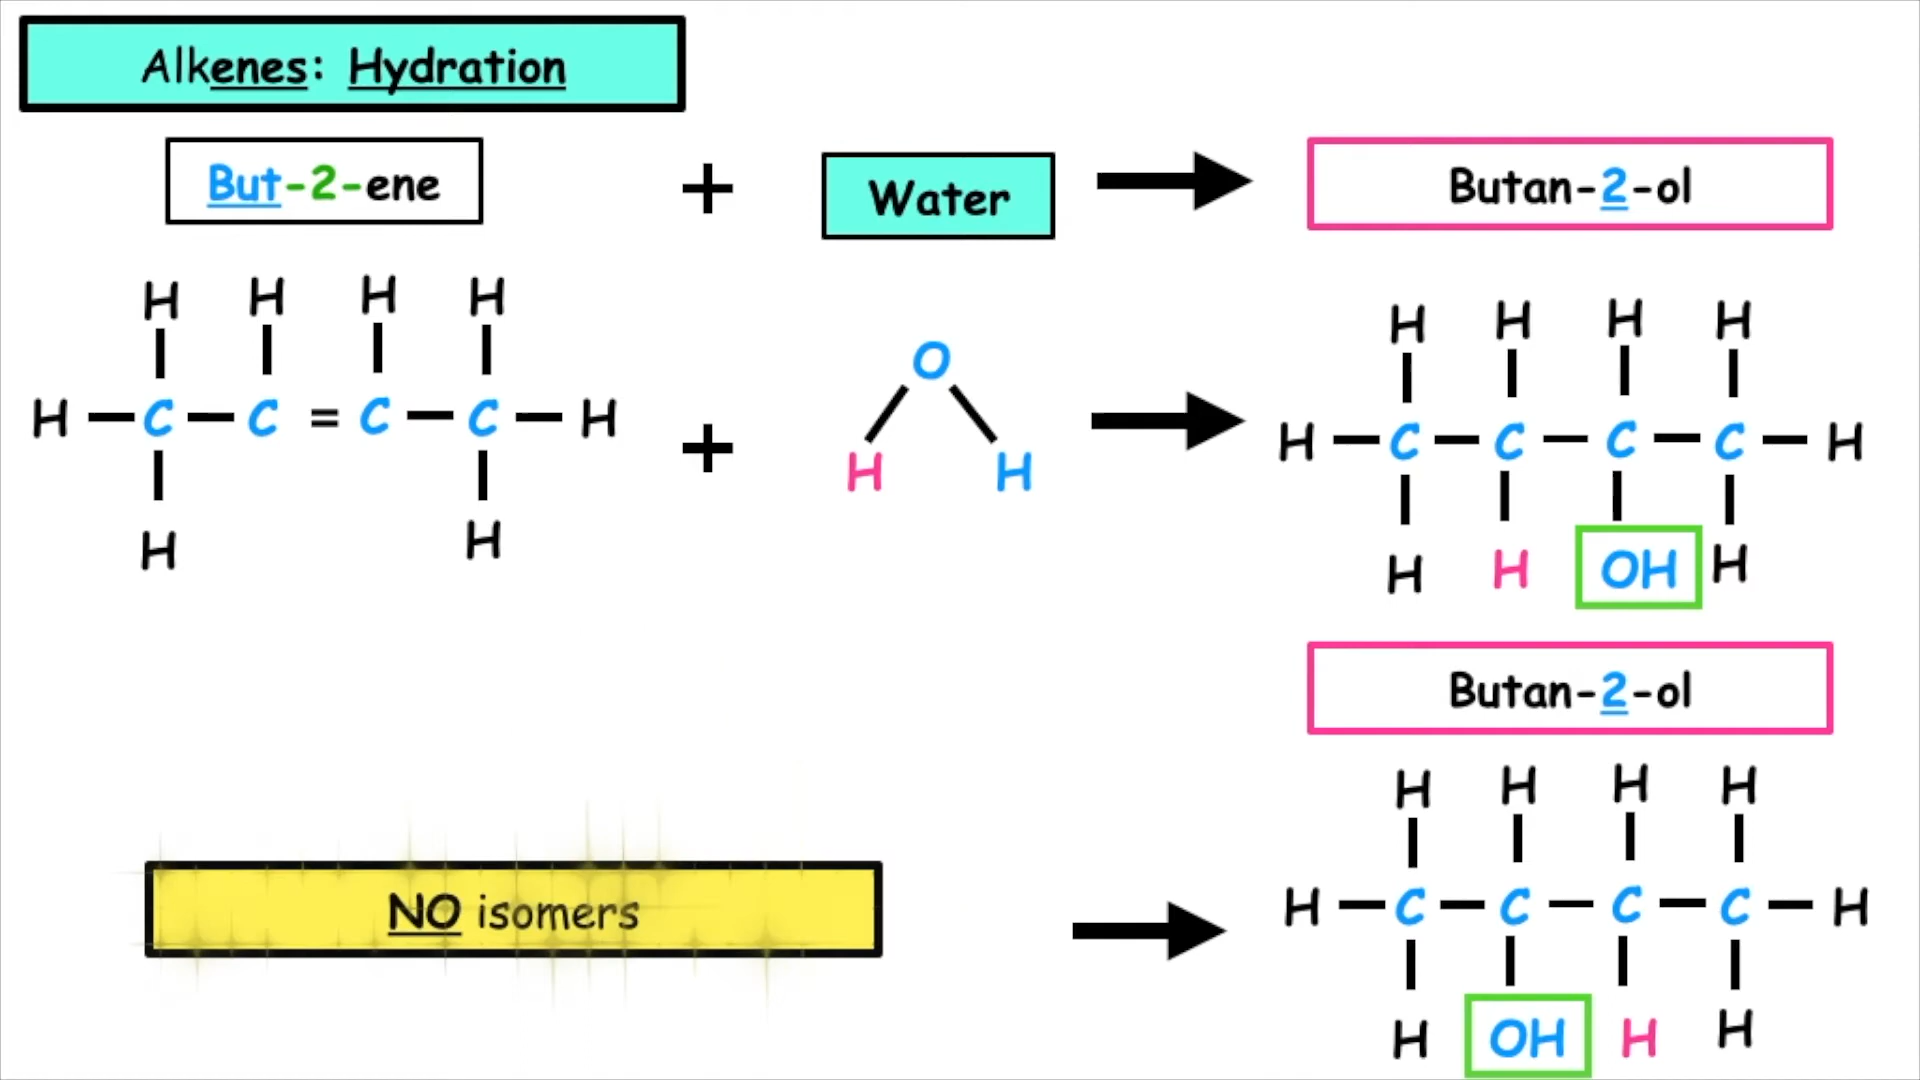 Alkenes: Hydration
But-2-ene + Water Butan-2-ol
H H H H
H C = C C C H
H H
+
O
H H
H H H H
H C C C C H
H H OH H
Butan-2-ol
H H H H
H C C C C H
H OH H H
NO isomers